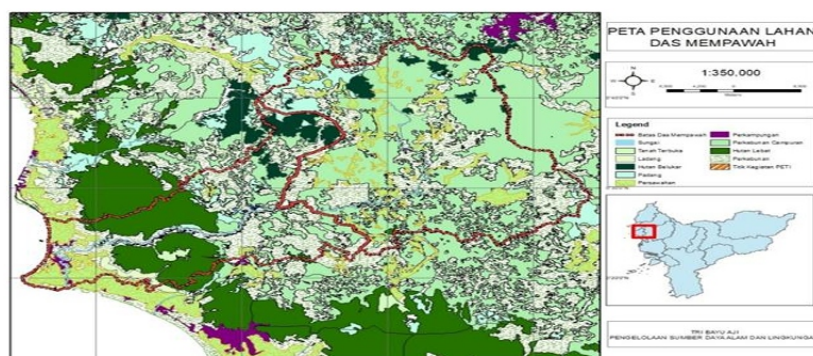 PETA PENGGUNAAN LAHAN
DAS MEMPAWAH
N
1:350,000
Legend
Batas Das Mempawah
Sungai
Tanah Terbuka
Ladang
Hutan Belukar
Padang
Persawahan
Perkampungan
Perkebunan Campuran
Hutan Lebat
Perkebunan
Titik Kegiatan PETI
TRI BAYU AJI
PENGELOLAAN SUMBER DAYA ALAM DAN LINGKUNGAN